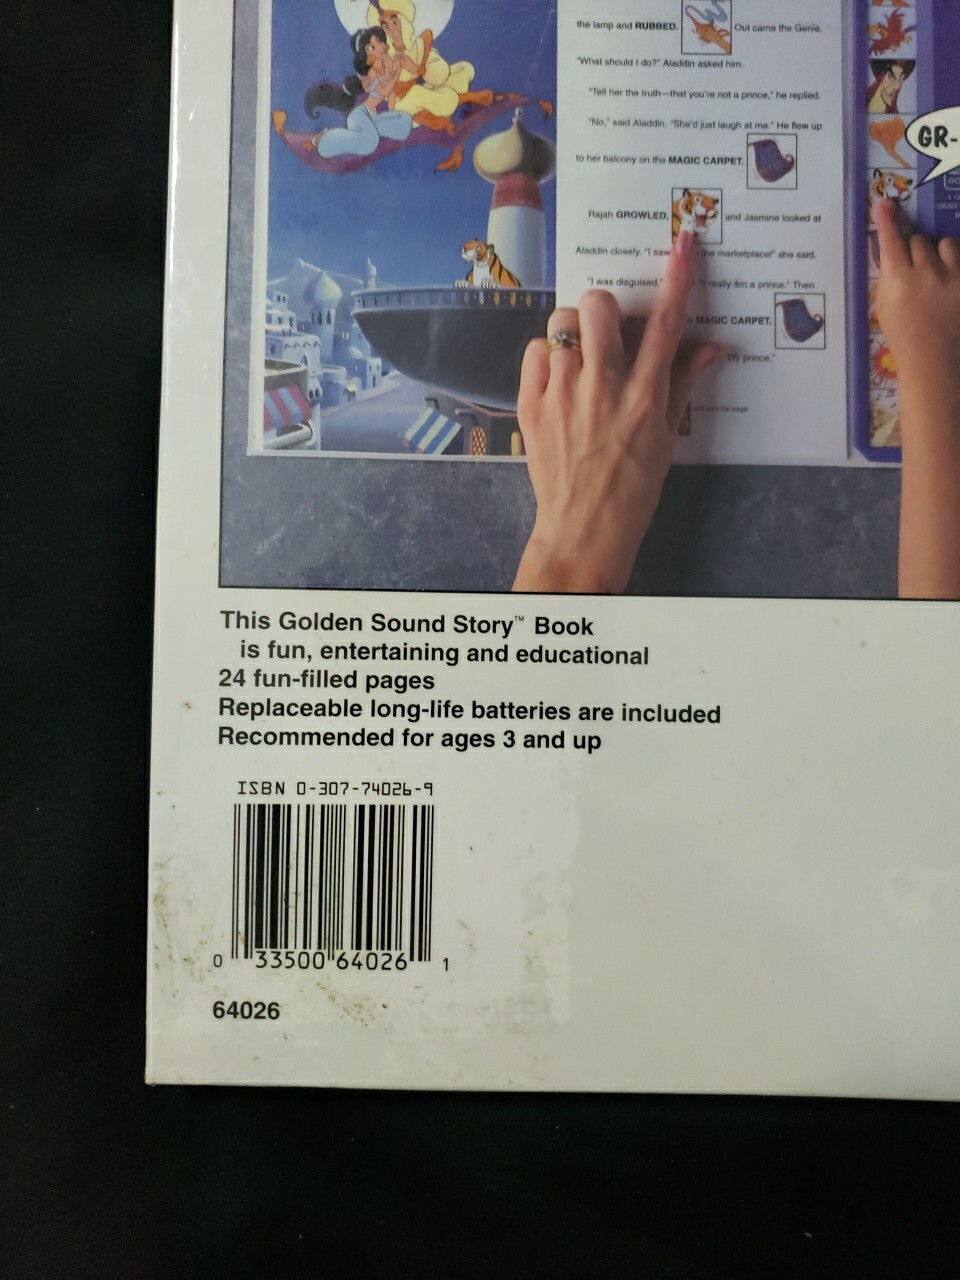 the lamp and RUBBED. Out came the Genie.
"What should I do?" Aladdin asked him.
"Tell her the truth—that you're not a prince," he replied.
"No," said Aladdin. "She'd just laugh at me." He flew up
to her balcony on the MAGIC CARPET.
GR-
Rajah GROWLED, and Jasmine looked at
Aladdin closely. "I saw the marketplace!" she said.
"I was disguised," "I really am a prince." Then
MAGIC CARPET.
prince."
the page
This Golden Sound Story™ Book
is fun, entertaining and educational
24 fun-filled pages
Replaceable long-life batteries are included
Recommended for ages 3 and up
ISBN 0-307-74026-9
0 33500 64026 1
64026